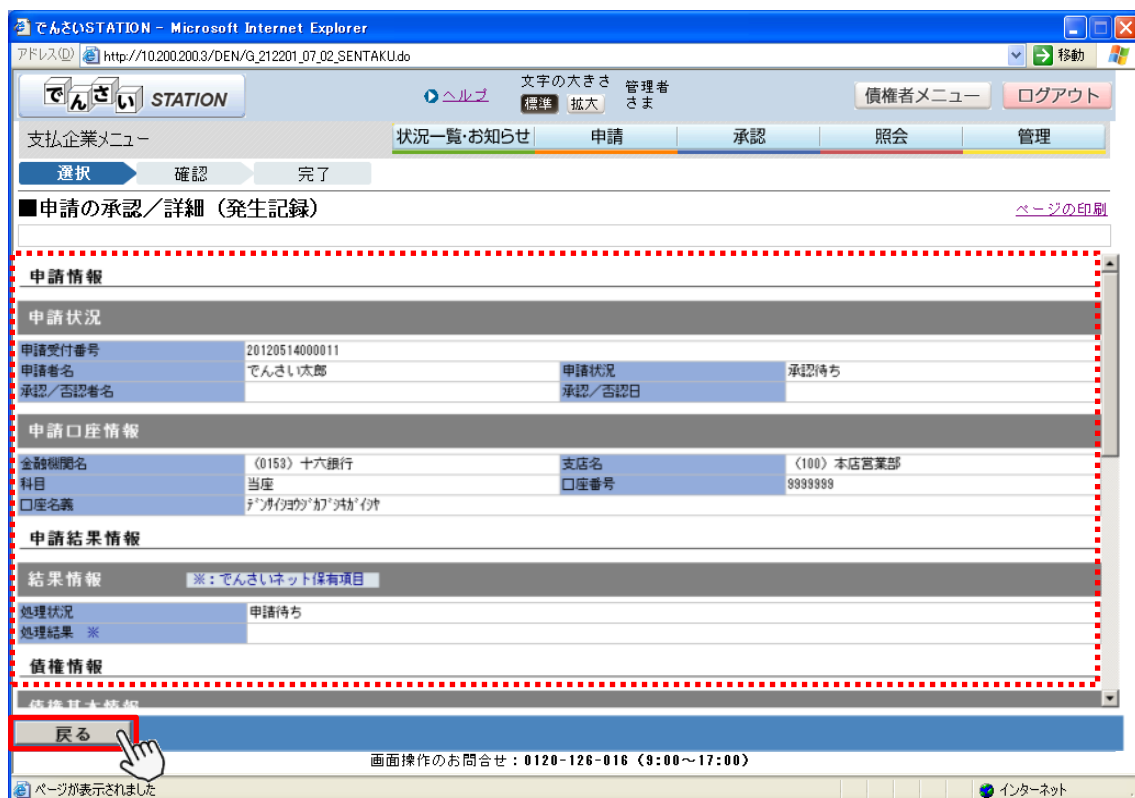 でんさいSTATION - Microsoft Internet Explorer
アドレス(D) http://10.200.200.3/DEN/G_212201_07_02_SENTAKU.do 移動
でんさい STATION ヘルプ 文字の大きさ 標準 拡大 管理者さま 債権者メニュー ログアウト
支払企業メニュー 状況一覧・お知らせ 申請 承認 照会 管理
選択 確認 完了
■申請の承認／詳細（発生記録） ページの印刷
申請情報
申請状況
申請受付番号 20120514000011
申請者名 でんさい太郎 申請状況 承認待ち
承認／否認者名 承認／否認日
申請口座情報
金融機関名 （0153）十六銀行 支店名 （100）本店営業部
科目 当座 口座番号 9999999
口座名義 ﾃﾞﾝｻｲｼﾖｳｼﾞｶﾌﾞｼｷｶﾞｲｼﾔ
申請結果情報
結果情報 ※：でんさいネット保有項目
処理状況 申請待ち
処理結果 ※
債権情報
債権基本情報
戻る
画面操作のお問合せ：0120-126-016（9:00～17:00）
ページが表示されました インターネット